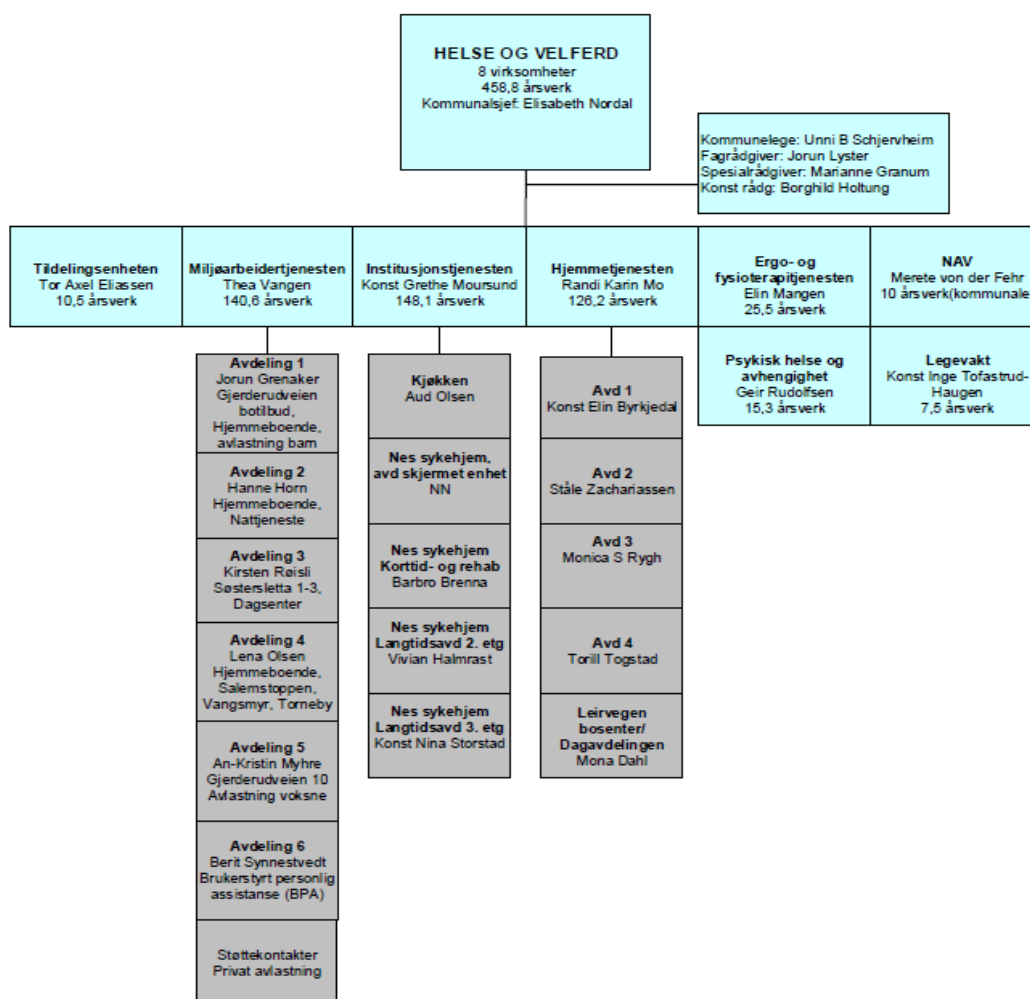 HELSE OG VELFERD
8 virksomheter
458,8 årsverk
Kommunalsjef: Elisabeth Nordal
Kommunelege: Unni B Schjervheim
Fagrådgiver: Jorun Lyster
Spesialrådgiver: Marianne Granum
Konst rådg: Borghild Holtung
Tildelingsenheten
Tor Axel Eliassen
10,5 årsverk
Miljøarbeidertjenesten
Thea Vangen
140,6 årsverk
Institusjonstjenesten
Konst Grethe Moursund
148,1 årsverk
Hjemmetjenesten
Randi Karin Mo
126,2 årsverk
Ergo- og
fysioterapitjenesten
Elin Mangen
25,5 årsverk
NAV
Merete von der Fehr
10 årsverk(kommunale
Psykisk helse og
avhengighet
Geir Rudolfsen
15,3 årsverk
Legevakt
Konst Inge Tofastrud-
Haugen
7,5 årsverk
Avdeling 1
Jorun Grenaker
Gjerderudveien
botilbud,
Hjemmeboende,
avlastning barn
Avdeling 2
Hanne Horn
Hjemmeboende,
Nattjeneste
Avdeling 3
Kirsten Røisli
Søstersletta 1-3,
Dagsenter
Avdeling 4
Lena Olsen
Hjemmeboende,
Salemstoppen,
Vangsmyr, Torneby
Avdeling 5
An-Kristin Myhre
Gjerderudveien 10
Avlastning voksne
Avdeling 6
Berit Synnestvedt
Brukerstyrt personlig
assistanse (BPA)
Støttekontakter
Privat avlastning
Kjøkken
Aud Olsen
Nes sykehjem,
avd skjermet enhet
NN
Nes sykehjem
Korttid- og rehab
Barbro Brenna
Nes sykehjem
Langtidsavd 2. etg
Vivian Halmrast
Nes sykehjem
Langtidsavd 3. etg
Konst Nina Storstad
Avd 1
Konst Elin Byrkjedal
Avd 2
Ståle Zachariassen
Avd 3
Monica S Rygh
Avd 4
Torill Togstad
Leirvegen
bosenter/
Dagavdelingen
Mona Dahl